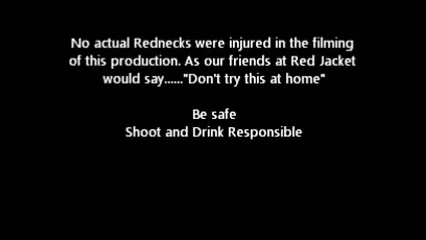 No actual Rednecks were injured in the filming
of this production. As our friends at Red Jacket
would say......"Don't try this at home"
Be safe
Shoot and Drink Responsible